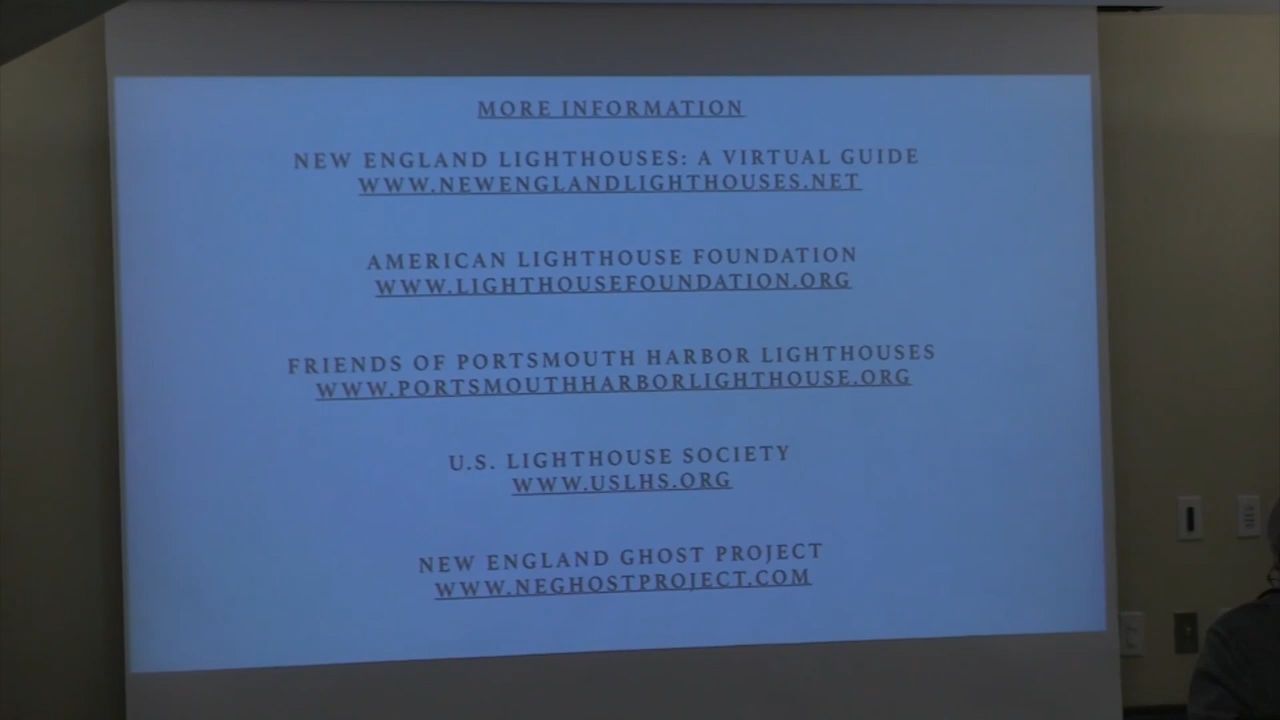 MORE INFORMATION
NEW ENGLAND LIGHTHOUSES: A VIRTUAL GUIDE
WWW.NEWENGLANDLIGHTHOUSES.NET
AMERICAN LIGHTHOUSE FOUNDATION
WWW.LIGHTHOUSEFOUNDATION.ORG
FRIENDS OF PORTSMOUTH HARBOR LIGHTHOUSES
WWW.PORTSMOUTHHARBORLIGHTHOUSE.ORG
U.S. LIGHTHOUSE SOCIETY
WWW.USLHS.ORG
NEW ENGLAND GHOST PROJECT
WWW.NEGHOSTPROJECT.COM